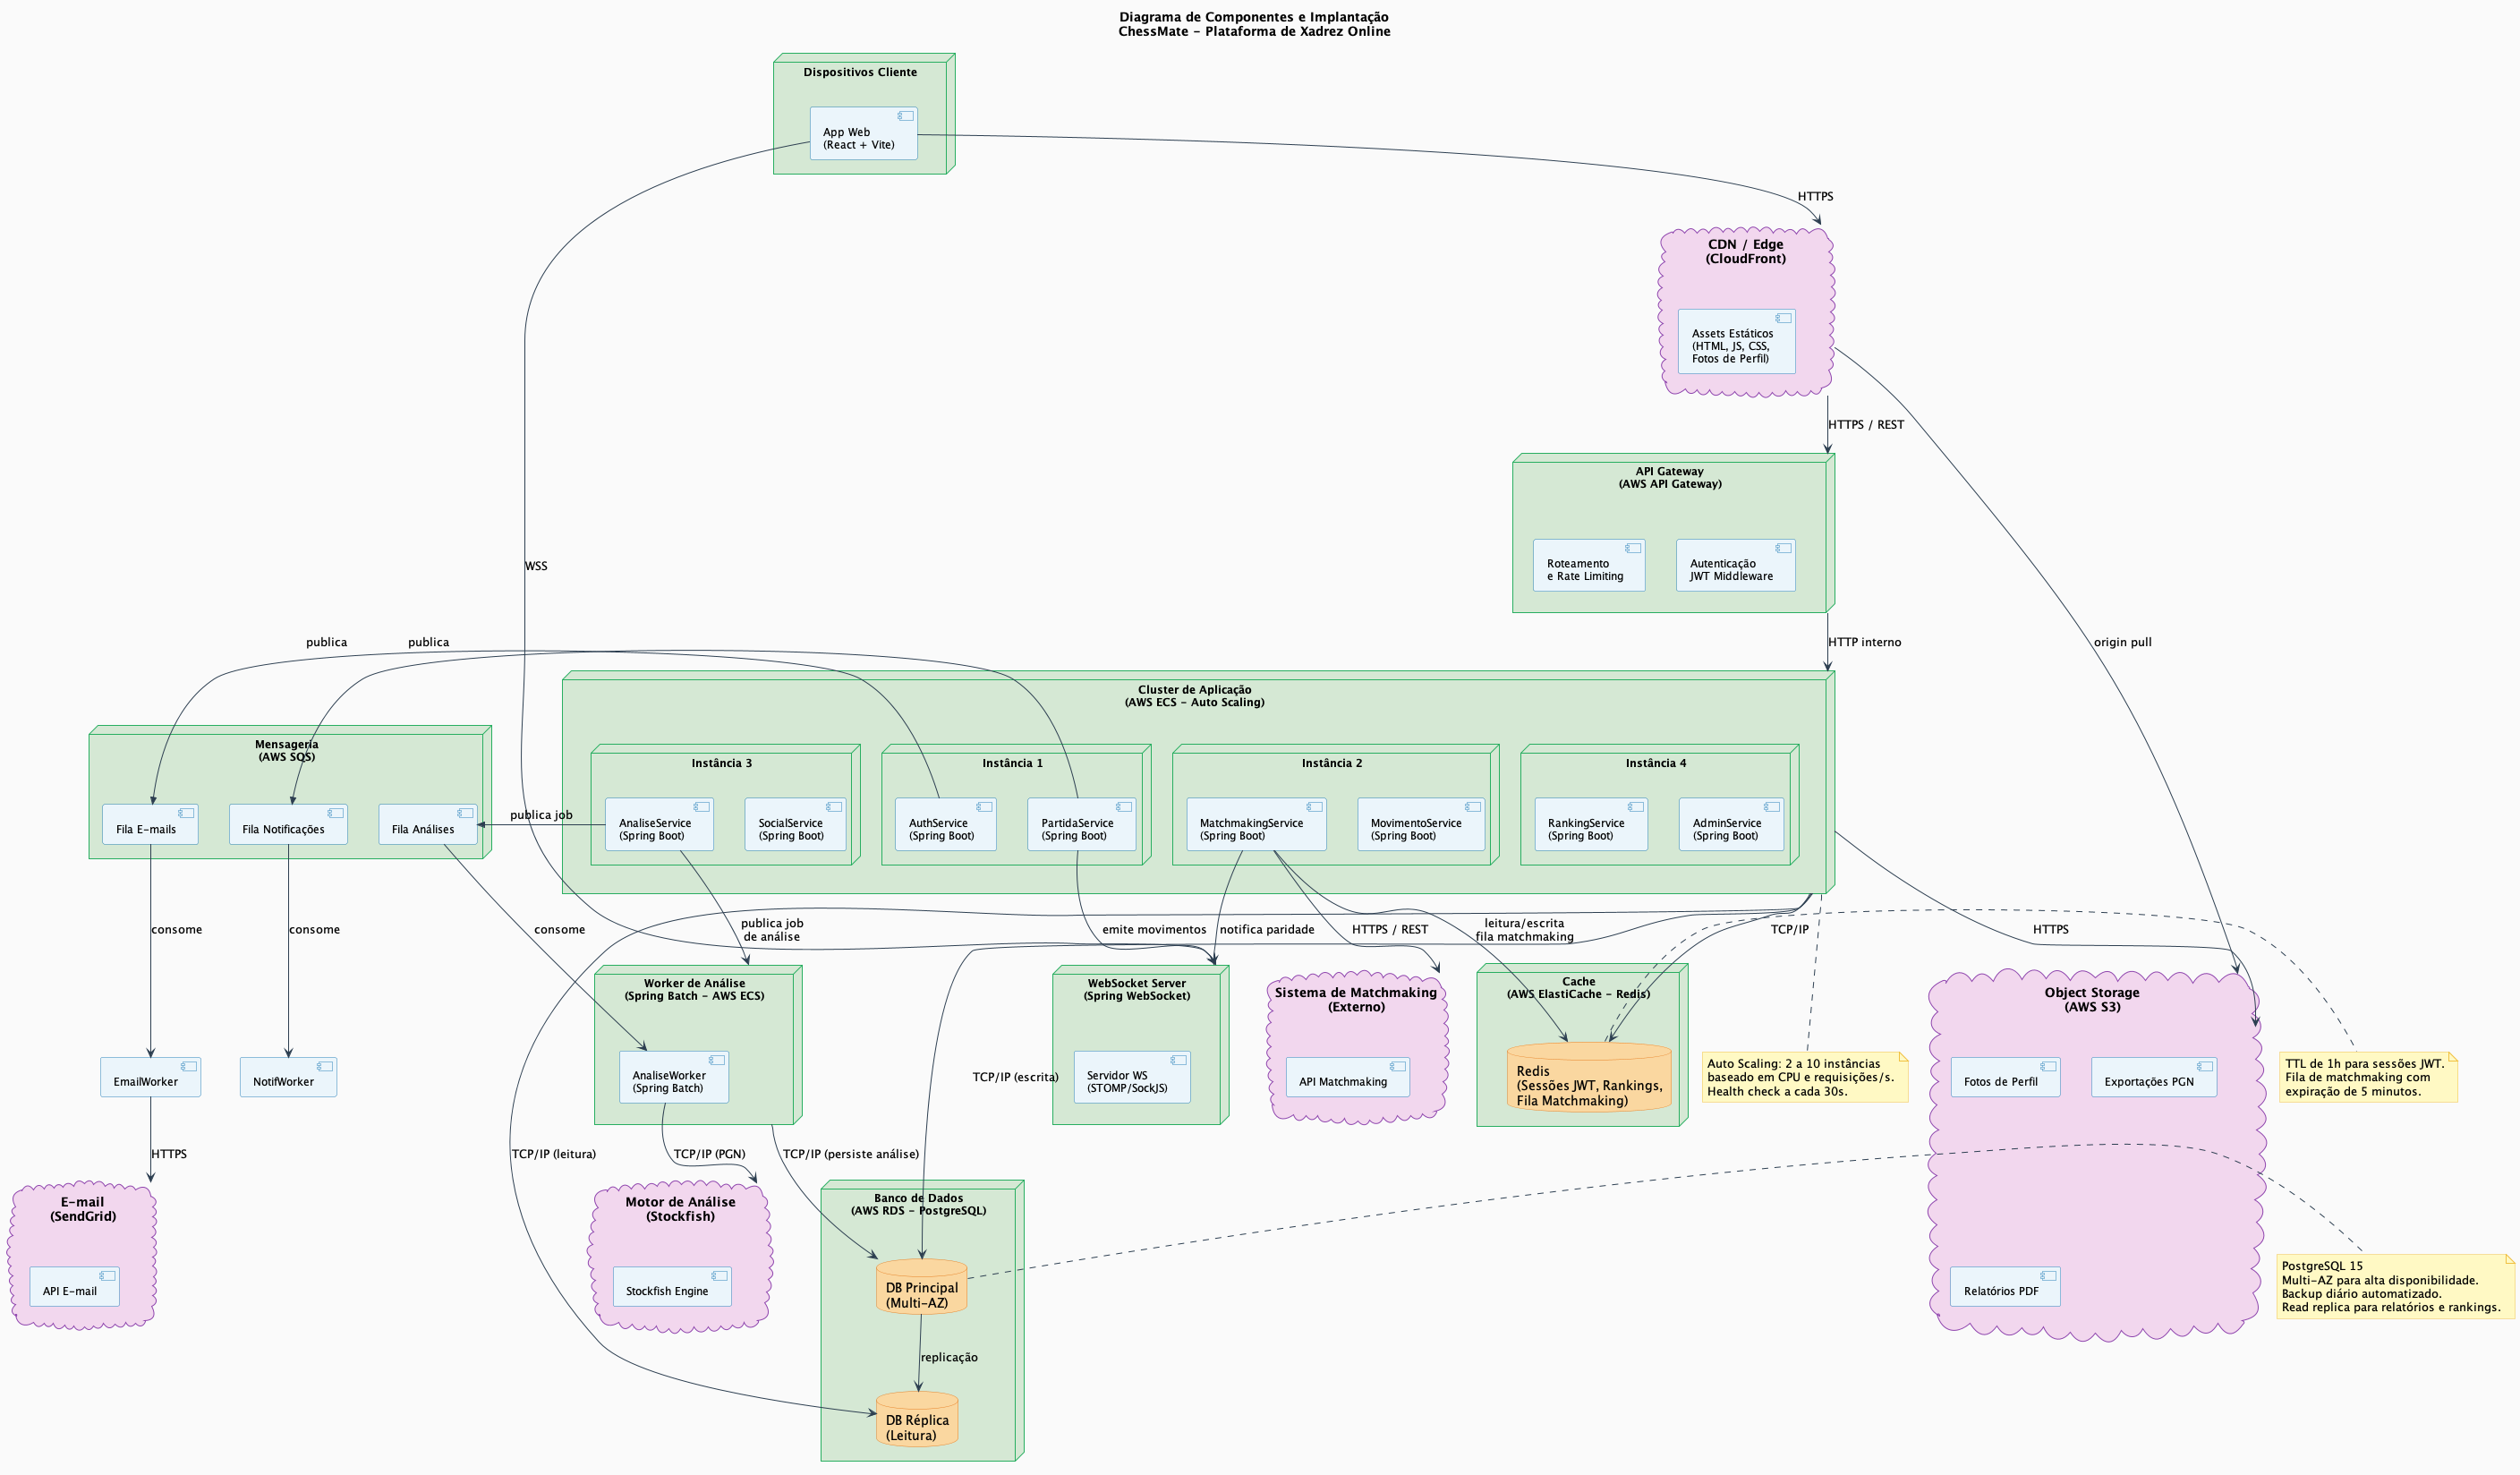 Diagrama de Componentes e Implantação
ChessMate - Plataforma de Xadrez Online
Dispositivos Cliente
App Web
(React + Vite)
HTTPS
CDN / Edge
(CloudFront)
Assets Estáticos
(HTML, JS, CSS,
Fotos de Perfil)
HTTPS / REST
API Gateway
(AWS API Gateway)
Roteamento
e Rate Limiting
Autenticação
JWT Middleware
WSS
publica
publica
HTTP interno
origin pull
Cluster de Aplicação
(AWS ECS - Auto Scaling)
Mensageria
(AWS SQS)
Fila E-mails
Fila Notificações
Fila Análises
publica job
Instância 3
AnaliseService
(Spring Boot)
SocialService
(Spring Boot)
Instância 1
AuthService
(Spring Boot)
PartidaService
(Spring Boot)
Instância 2
MatchmakingService
(Spring Boot)
MovimentoService
(Spring Boot)
Instância 4
RankingService
(Spring Boot)
AdminService
(Spring Boot)
consome
consome
consome
publica job
de análise
emite movimentos
notifica paridade
HTTPS / REST
leitura/escrita
fila matchmaking
TCP/IP
HTTPS
Worker de Análise
(Spring Batch - AWS ECS)
AnaliseWorker
(Spring Batch)
WebSocket Server
(Spring WebSocket)
Servidor WS
(STOMP/SockJS)
Sistema de Matchmaking
(Externo)
API Matchmaking
Cache
(AWS ElastiCache - Redis)
Redis
(Sessões JWT, Rankings,
Fila Matchmaking)
Auto Scaling: 2 a 10 instâncias
baseado em CPU e requisições/s.
Health check a cada 30s.
Object Storage
(AWS S3)
Fotos de Perfil
Exportações PGN
Relatórios PDF
TTL de 1h para sessões JWT.
Fila de matchmaking com
expiração de 5 minutos.
EmailWorker
NotifWorker
TCP/IP (escrita)
HTTPS
TCP/IP (leitura)
TCP/IP (PGN)
TCP/IP (persiste análise)
E-mail
(SendGrid)
API E-mail
Motor de Análise
(Stockfish)
Stockfish Engine
Banco de Dados
(AWS RDS - PostgreSQL)
DB Principal
(Multi-AZ)
replicação
DB Réplica
(Leitura)
PostgreSQL 15
Multi-AZ para alta disponibilidade.
Backup diário automatizado.
Read replica para relatórios e rankings.